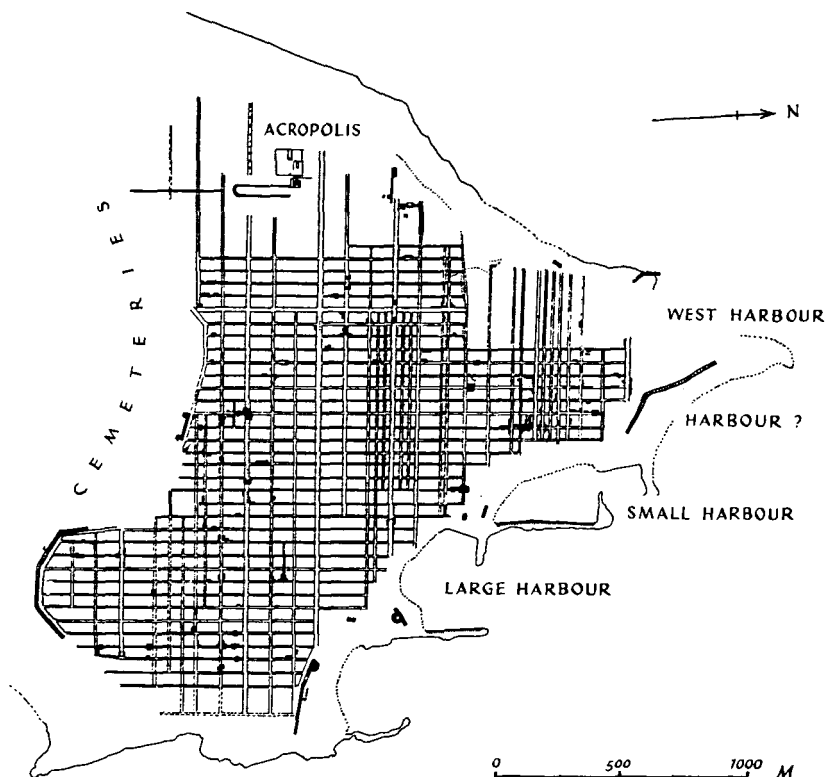 ACROPOLIS
N
CEMETERIES
WEST HARBOUR
HARBOUR ?
SMALL HARBOUR
LARGE HARBOUR
0 500 1000 M